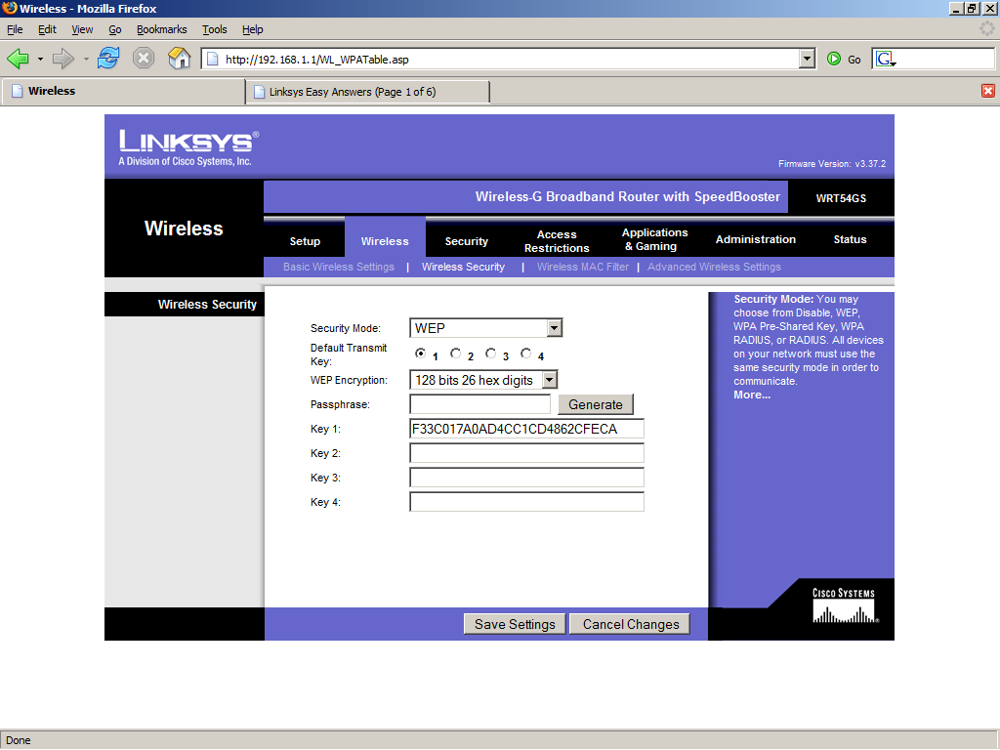 Wireless - Mozilla Firefox
File Edit View Go Bookmarks Tools Help
http://192.168.1.1/WL_WPATable.asp Go G
Wireless Linksys Easy Answers (Page 1 of 6)
LINKSYS®
A Division of Cisco Systems, Inc.
Firmware Version: v3.37.2
Wireless-G Broadband Router with SpeedBooster WRT54GS
Wireless
Setup Wireless Security Access Restrictions Applications & Gaming Administration Status
Basic Wireless Settings | Wireless Security | Wireless MAC Filter | Advanced Wireless Settings
Wireless Security
Security Mode: WEP
Default Transmit
Key: 1 2 3 4
WEP Encryption: 128 bits 26 hex digits
Passphrase: Generate
Key 1: F33C017A0AD4CC1CD4862CFECA
Key 2:
Key 3:
Key 4:
Security Mode: You may
choose from Disable, WEP,
WPA Pre-Shared Key, WPA
RADIUS, or RADIUS. All devices
on your network must use the
same security mode in order to
communicate.
More...
Cisco Systems
®
Save Settings Cancel Changes
Done